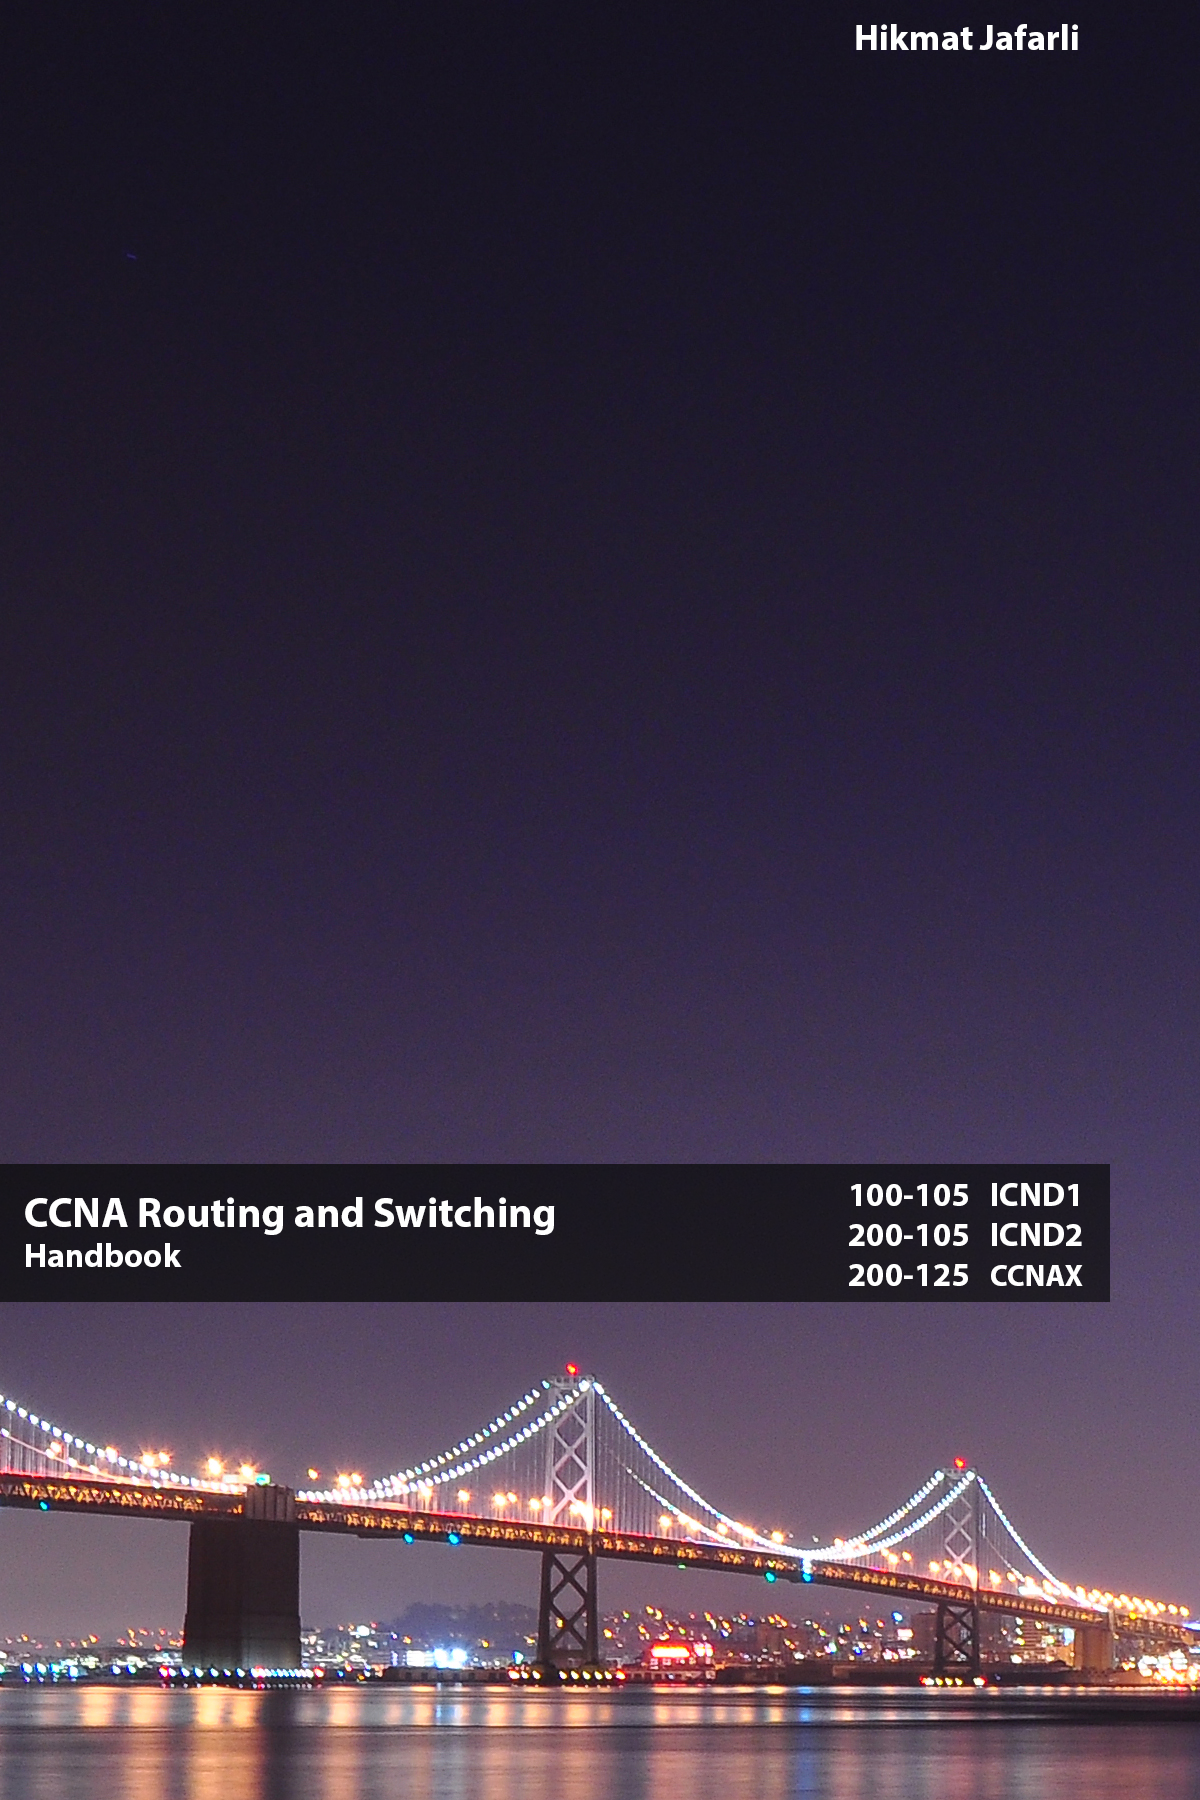 Hikmat Jafarli
CCNA Routing and Switching
Handbook
100-105 ICND1
200-105 ICND2
200-125 CCNAX